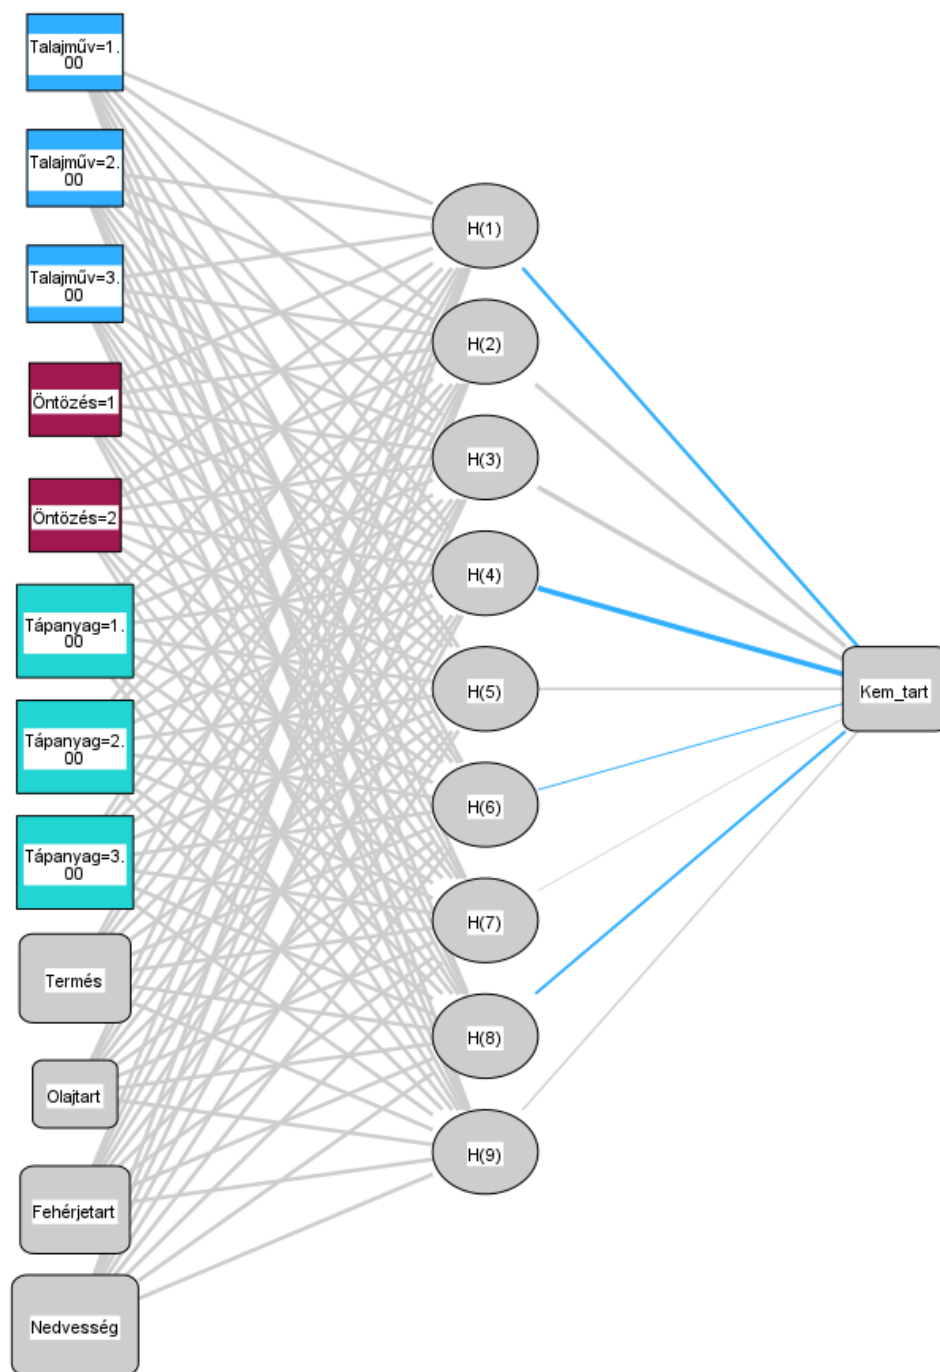 Talajműv=1.
00
Talajműv=2.
00
Talajműv=3.
00
Öntözés=1
Öntözés=2
Tápanyag=1.
00
Tápanyag=2.
00
Tápanyag=3.
00
Termés
Olajtart
Fehérjetart
Nedvesség
H(1)
H(2)
H(3)
H(4)
H(5)
H(6)
H(7)
H(8)
H(9)
Kem_tart